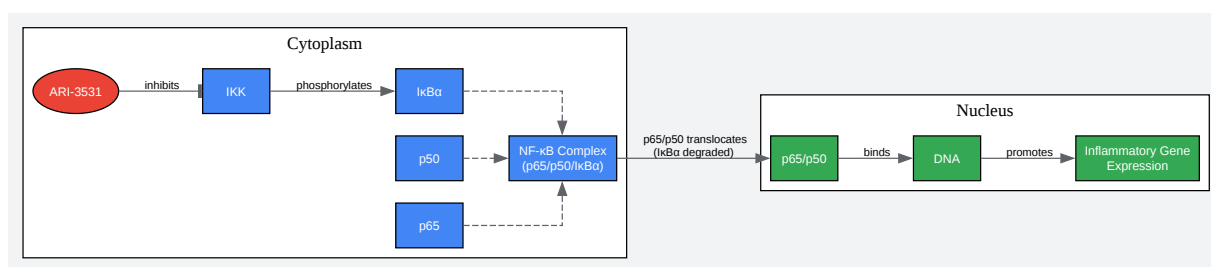 Cytoplasm
ARI-3531
inhibits
IKK
phosphorylates
IκBα
p50
NF-κB Complex
(p65/p50/IκBα)
p65
p65/p50 translocates
(IκBα degraded)
Nucleus
p65/p50
binds
DNA
promotes
Inflammatory Gene
Expression